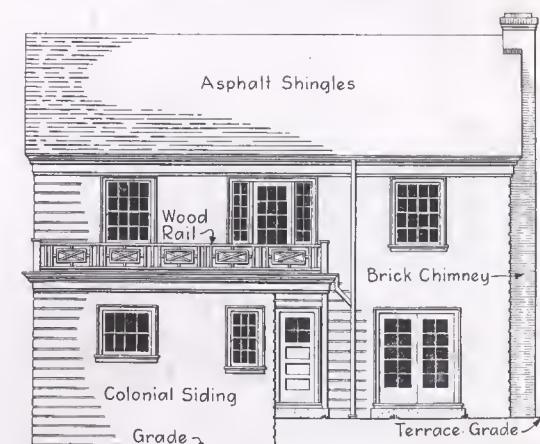 Asphalt Shingles
Wood
Rail
Brick Chimney
Colonial Siding
Terrace Grade
Grade